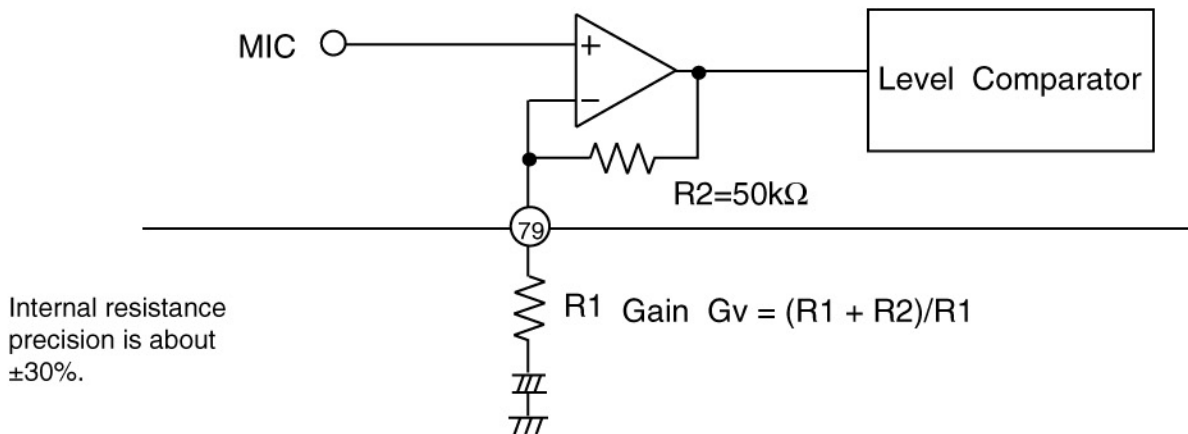 MIC
+
−
Level Comparator
R2=50kΩ
79
R1 Gain Gv = (R1 + R2)/R1
Internal resistance
precision is about
±30%.